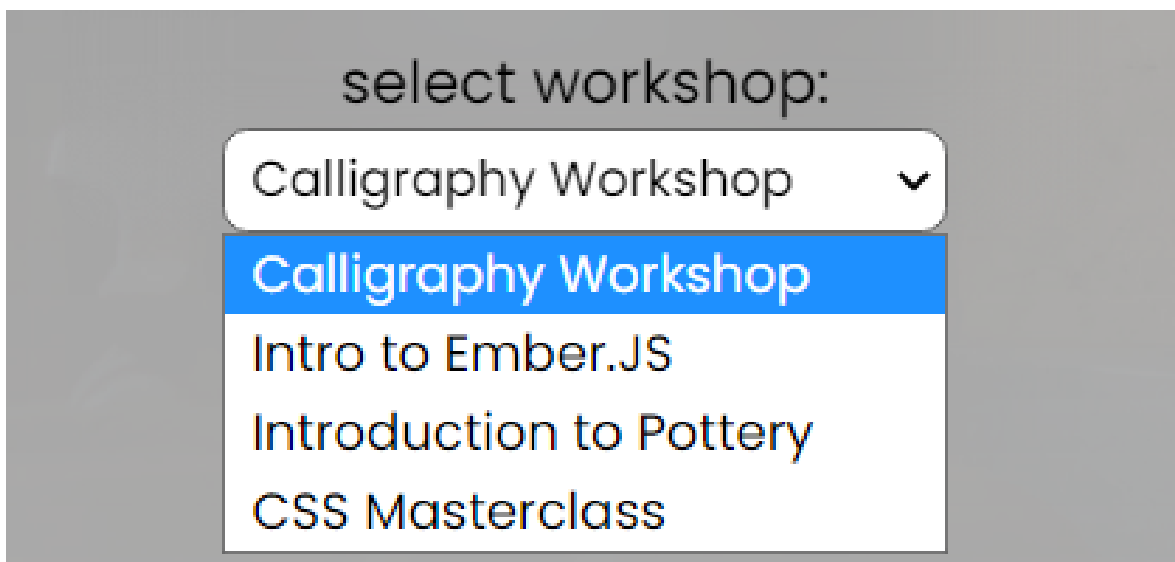 select workshop:
Calligraphy Workshop
Calligraphy Workshop
Intro to Ember.JS
Introduction to Pottery
CSS Masterclass